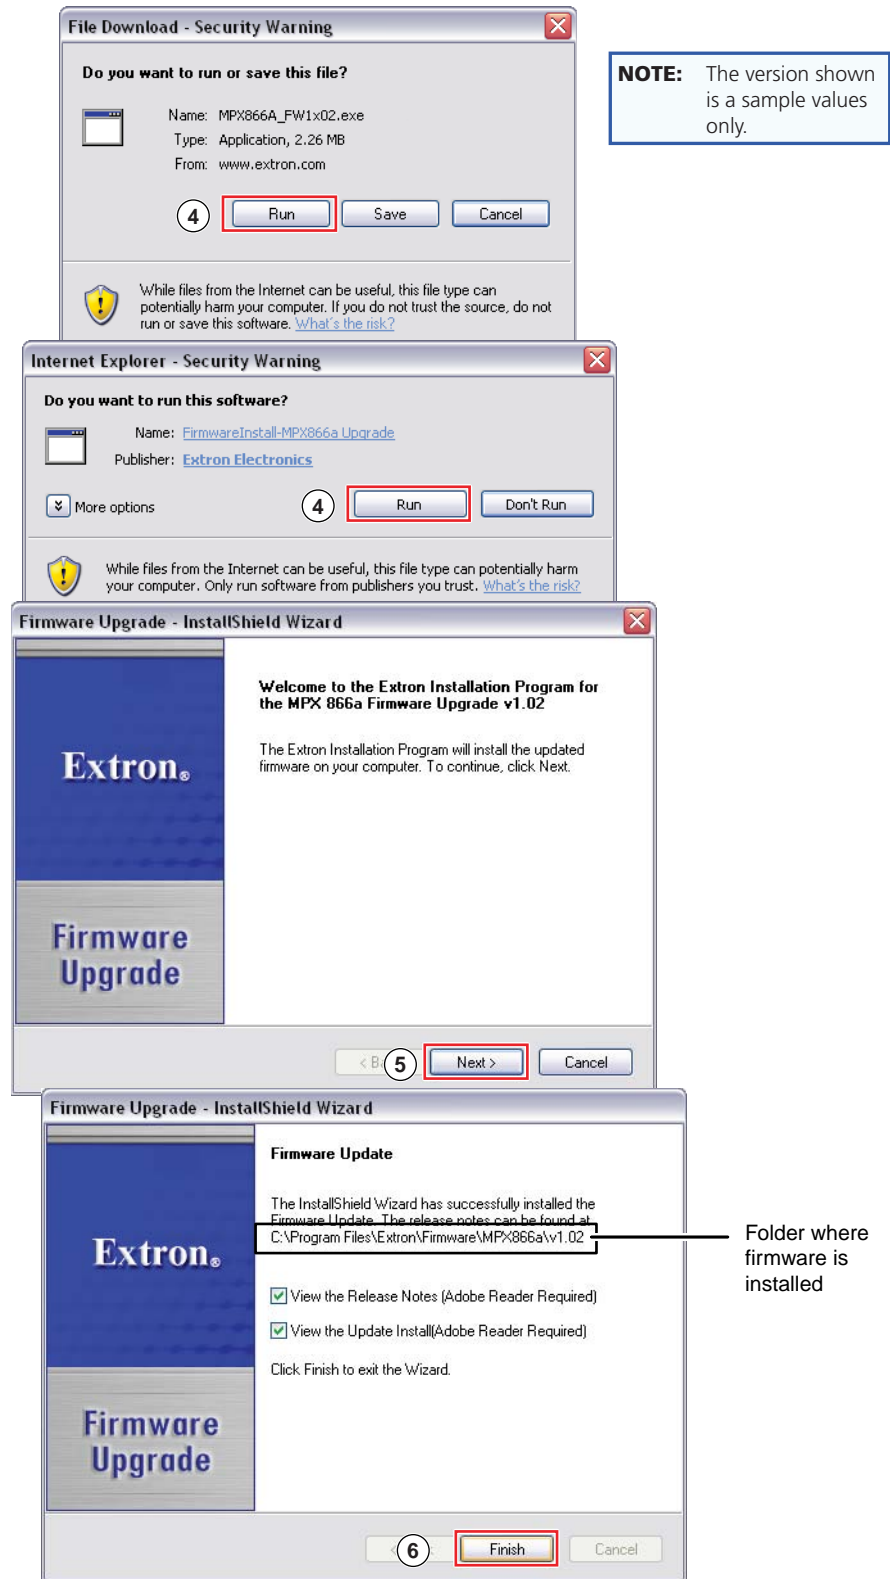 File Download - Security Warning
Do you want to run or save this file?
Name: MPX866A_FW1x02.exe
Type: Application, 2.26 MB
From: www.extron.com
4 Run Save Cancel
While files from the Internet can be useful, this file type can
potentially harm your computer. If you do not trust the source, do not
run or save this software. What's the risk?
NOTE: The version shown
is a sample values
only.
Internet Explorer - Security Warning
Do you want to run this software?
Name: FirmwareInstall-MPX866a Upgrade
Publisher: Extron Electronics
More options 4 Run Don't Run
While files from the Internet can be useful, this file type can potentially harm
your computer. Only run software from publishers you trust. What's the risk?
Firmware Upgrade - InstallShield Wizard
Extron®
Firmware
Upgrade
Welcome to the Extron Installation Program for
the MPX 866a Firmware Upgrade v1.02
The Extron Installation Program will install the updated
firmware on your computer. To continue, click Next.
< B 5 Next > Cancel
Firmware Upgrade - InstallShield Wizard
Extron®
Firmware
Upgrade
Firmware Update
The InstallShield Wizard has successfully installed the
Firmware Update. The release notes can be found at
C:\Program Files\Extron\Firmware\MPX866a\v1.02
Folder where
firmware is
installed
View the Release Notes (Adobe Reader Required)
View the Update Install(Adobe Reader Required)
Click Finish to exit the Wizard.
6 Finish Cancel